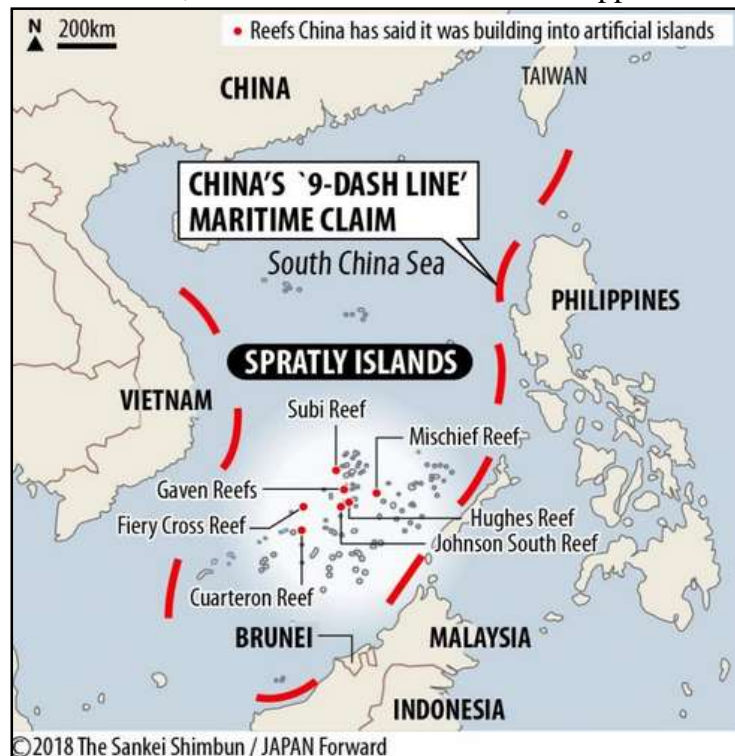 N 200km
• Reefs China has said it was building into artificial islands
CHINA
TAIWAN
CHINA'S `9-DASH LINE'
MARITIME CLAIM
South China Sea
PHILIPPINES
SPRATLY ISLANDS
VIETNAM
Subi Reef
Mischief Reef
Gaven Reefs
Fiery Cross Reef
Hughes Reef
Johnson South Reef
Cuarteron Reef
BRUNEI
MALAYSIA
INDONESIA
©2018 The Sankei Shimbun / JAPAN Forward